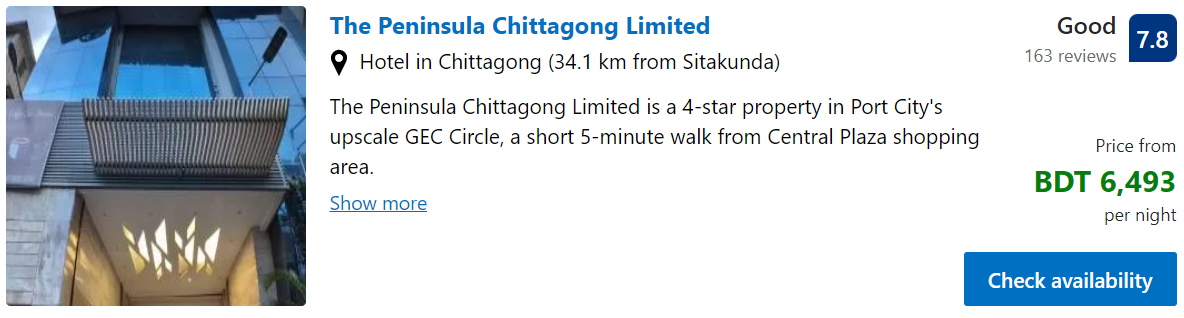 The Peninsula Chittagong Limited
Hotel in Chittagong (34.1 km from Sitakunda)
The Peninsula Chittagong Limited is a 4-star property in Port City's
upscale GEC Circle, a short 5-minute walk from Central Plaza shopping
area.
Show more
Good
163 reviews
7.8
Price from
BDT 6,493
per night
Check availability